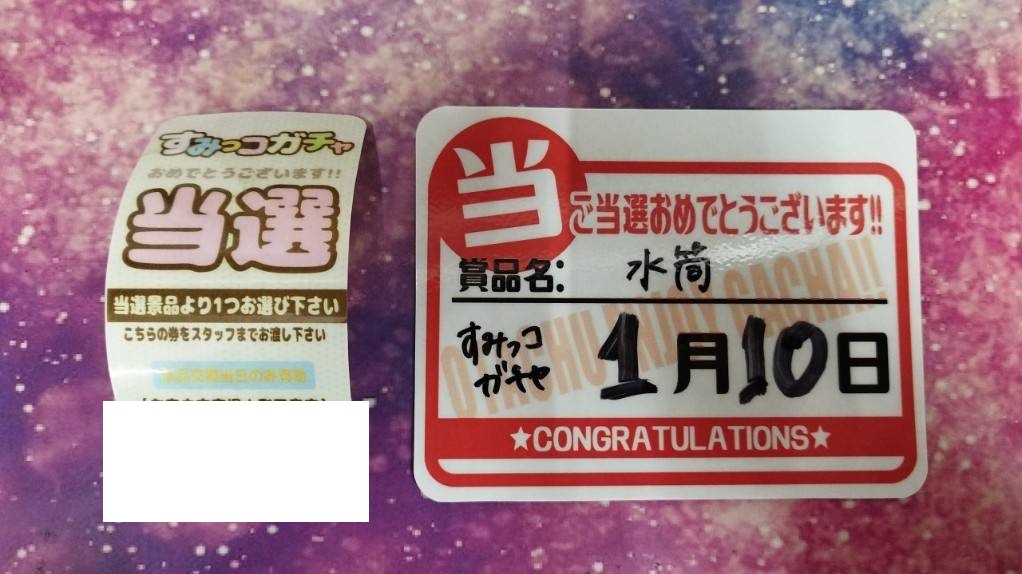 すみっコガチャ
おめでとうございます!!
当選
当選景品より1つお選び下さい
こちらの券をスタッフまでお渡し下さい
当
ご当選おめでとうございます!!
賞品名: 水筒
すみっコ
ガチャ
1月10日
★CONGRATULATIONS★